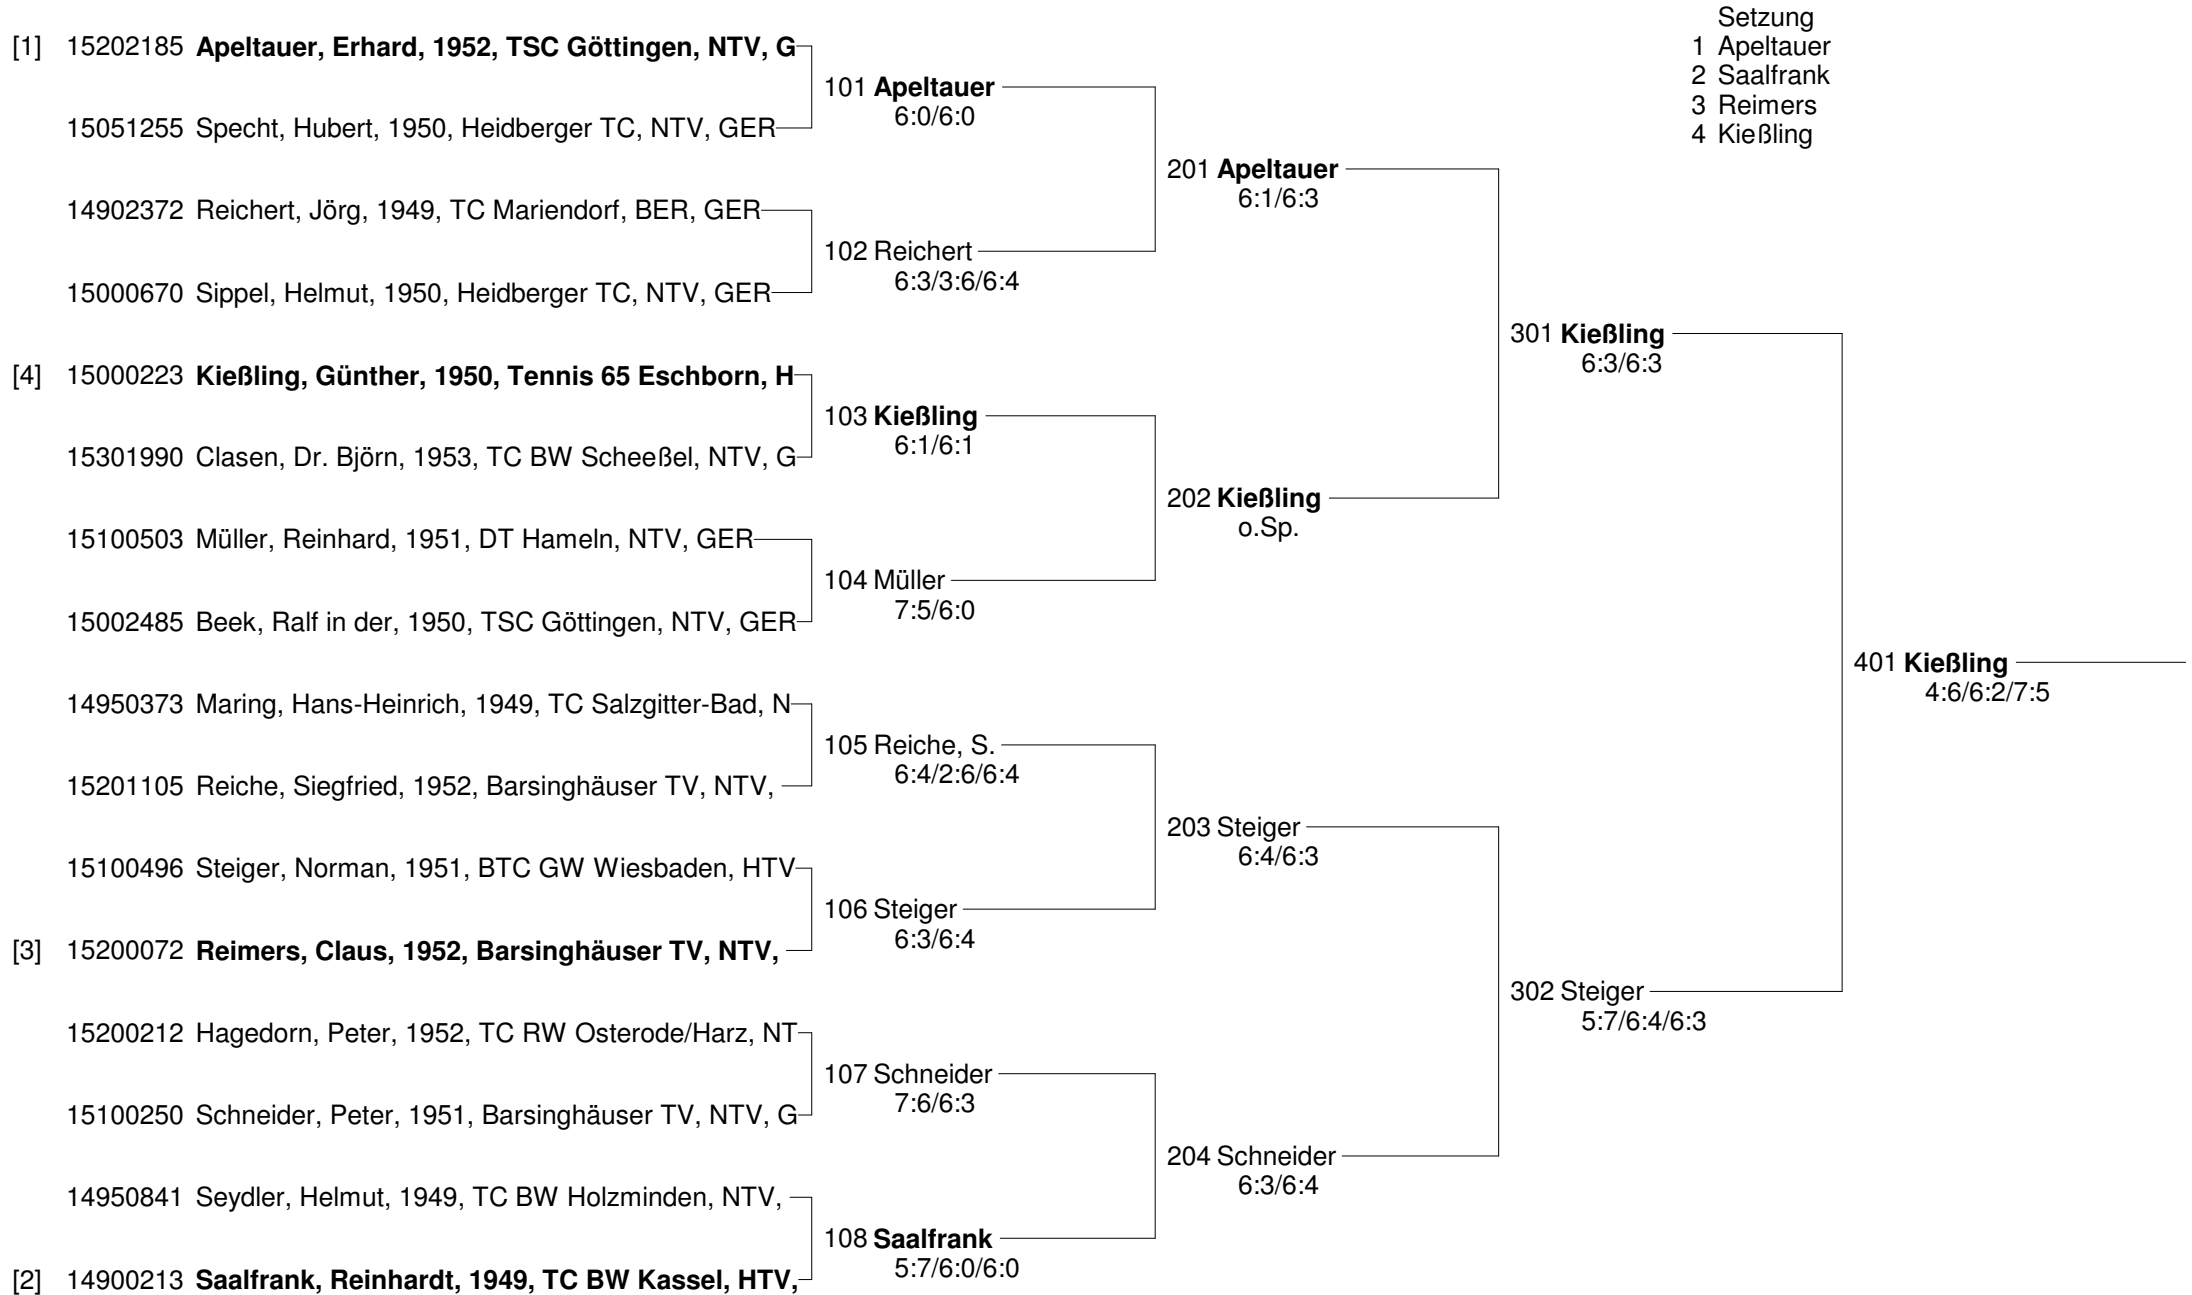 Setzung
1 Apeltauer
2 Saalfrank
3 Reimers
4 Kießling
[1] 15202185 Apeltauer, Erhard, 1952, TSC Göttingen, NTV, G
101 Apeltauer
6:0/6:0
15051255 Specht, Hubert, 1950, Heidberger TC, NTV, GER
201 Apeltauer
6:1/6:3
14902372 Reichert, Jörg, 1949, TC Mariendorf, BER, GER
102 Reichert
6:3/3:6/6:4
15000670 Sippel, Helmut, 1950, Heidberger TC, NTV, GER
301 Kießling
6:3/6:3
[4] 15000223 Kießling, Günther, 1950, Tennis 65 Eschborn, H
103 Kießling
6:1/6:1
15301990 Clasen, Dr. Björn, 1953, TC BW Scheeßel, NTV, G
202 Kießling
o.Sp.
15100503 Müller, Reinhard, 1951, DT Hameln, NTV, GER
104 Müller
7:5/6:0
15002485 Beek, Ralf in der, 1950, TSC Göttingen, NTV, GER
401 Kießling
4:6/6:2/7:5
14950373 Maring, Hans-Heinrich, 1949, TC Salzgitter-Bad, N
105 Reiche, S.
6:4/2:6/6:4
15201105 Reiche, Siegfried, 1952, Barsinghäuser TV, NTV,
203 Steiger
6:4/6:3
15100496 Steiger, Norman, 1951, BTC GW Wiesbaden, HTV
106 Steiger
6:3/6:4
[3] 15200072 Reimers, Claus, 1952, Barsinghäuser TV, NTV,
302 Steiger
5:7/6:4/6:3
15200212 Hagedorn, Peter, 1952, TC RW Osterode/Harz, NT
107 Schneider
7:6/6:3
15100250 Schneider, Peter, 1951, Barsinghäuser TV, NTV, G
204 Schneider
6:3/6:4
14950841 Seydler, Helmut, 1949, TC BW Holzminden, NTV,
108 Saalfrank
5:7/6:0/6:0
[2] 14900213 Saalfrank, Reinhardt, 1949, TC BW Kassel, HTV,